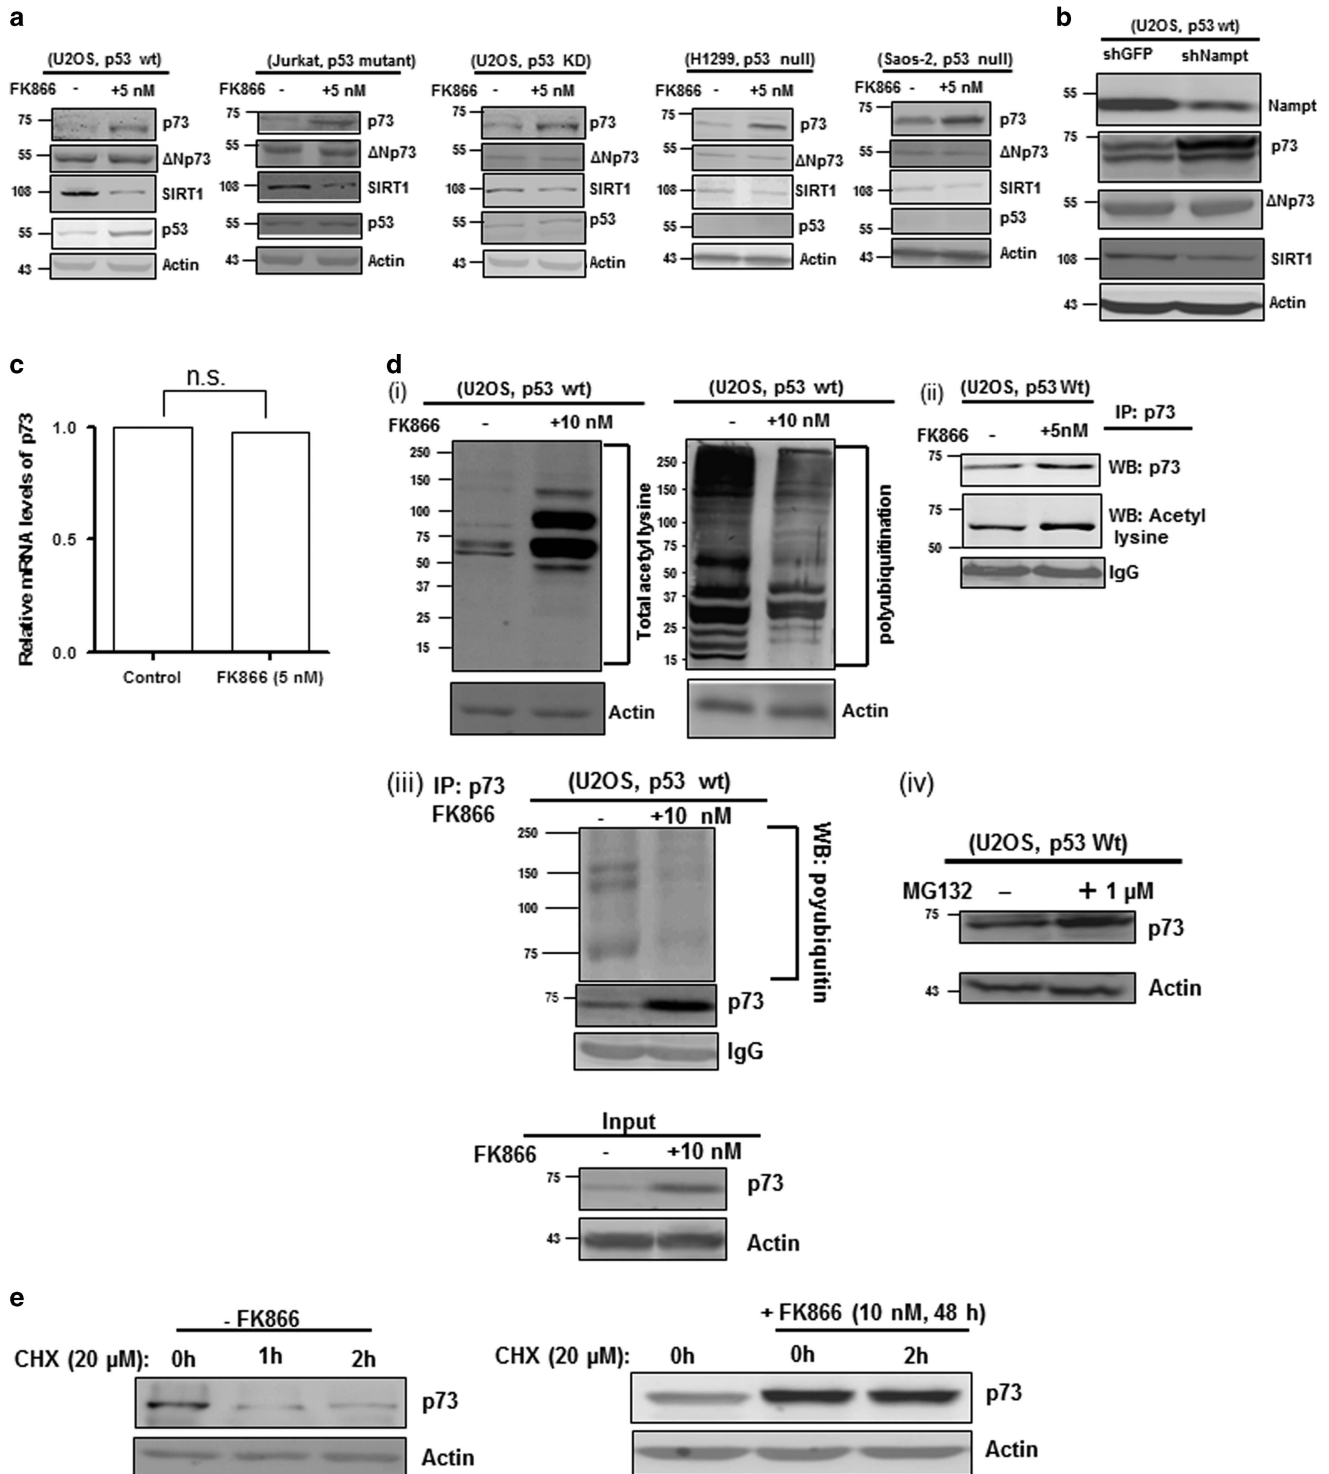 a
(U2OS, p53 wt)
FK866 - +5 nM
75
p73
55
ΔNp73
108
SIRT1
55
p53
43
Actin
(Jurkat, p53 mutant)
- +5 nM
75
p73
55
ΔNp73
108
SIRT1
55
p53
43
Actin
(U2OS, p53 KD)
FK866 - +5 nM
75
p73
55
ΔNp73
108
SIRT1
55
p53
43
Actin
(H1299, p53 null)
FK866 - +5 nM
75
p73
55
ΔNp73
108
SIRT1
55
p53
43
Actin
(Saos-2, p53 null)
FK866 - +5 nM
75
p73
55
ΔNp73
108
SIRT1
55
p53
43
Actin
b
(U2OS, p53 wt)
shGFP shNampt
55
Nampt
75
p73
55
ΔNp73
108
SIRT1
43
Actin
c
n.s.
Relative mRNA levels of p73
1.0
0.5
0.0
Control FK866 (5 nM)
d
(i)
(U2OS, p53 wt)
FK866 - +10 nM
250
150
100
75
50
37
25
15
Total acetyl lysine
Actin
(U2OS, p53 wt)
- +10 nM
250
150
100
75
50
37
25
15
polyubiquitination
Actin
(ii)
(U2OS, p53 Wt)
IP: p73
FK866 - +5nM
75
WB: p73
75
WB: Acetyl
lysine
50
IgG
(iii)
IP: p73
(U2OS, p53 wt)
FK866 - +10 nM
250
150
100
75
WB: poyubiquitin
75
p73
IgG
Input
FK866 - +10 nM
75
p73
43
Actin
(iv)
(U2OS, p53 Wt)
MG132 – + 1 µM
75
p73
43
Actin
e
- FK866
CHX (20 µM): 0h 1h 2h
p73
Actin
+ FK866 (10 nM, 48 h)
CHX (20 µM): 0h 0h 2h
p73
Actin